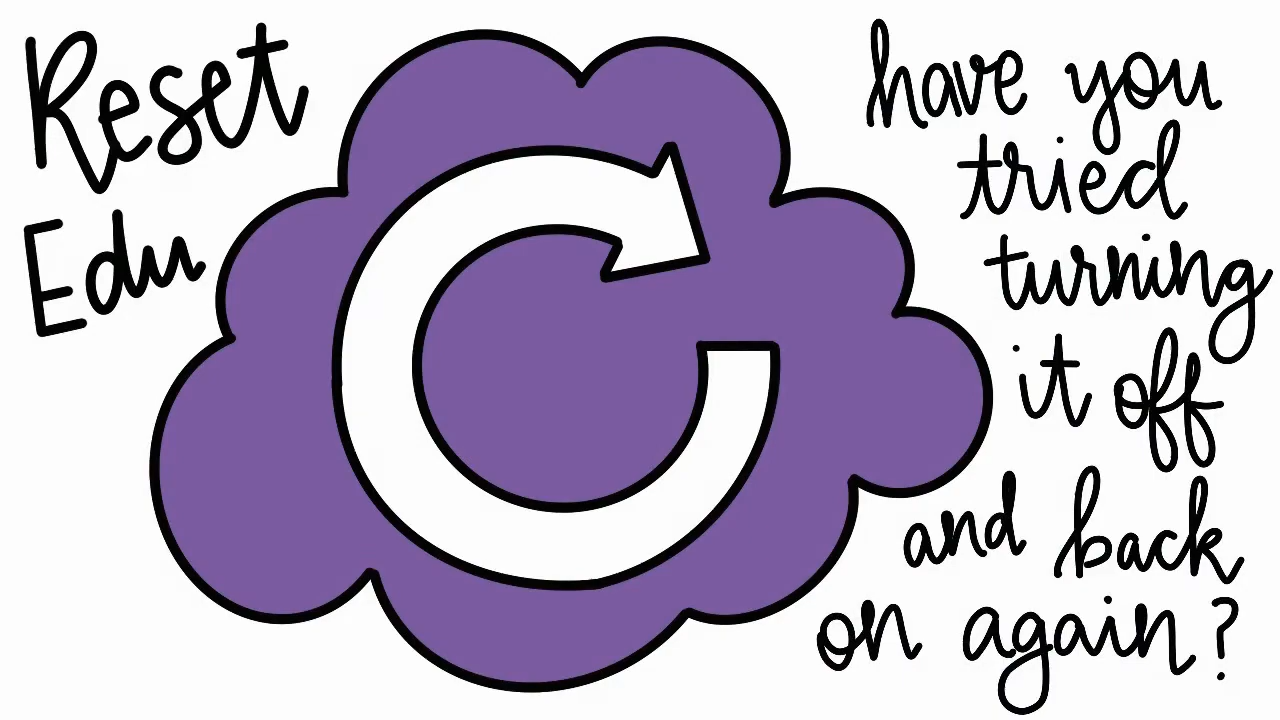 Reset
Edu
have you
tried
turning
it off
and back
on again?